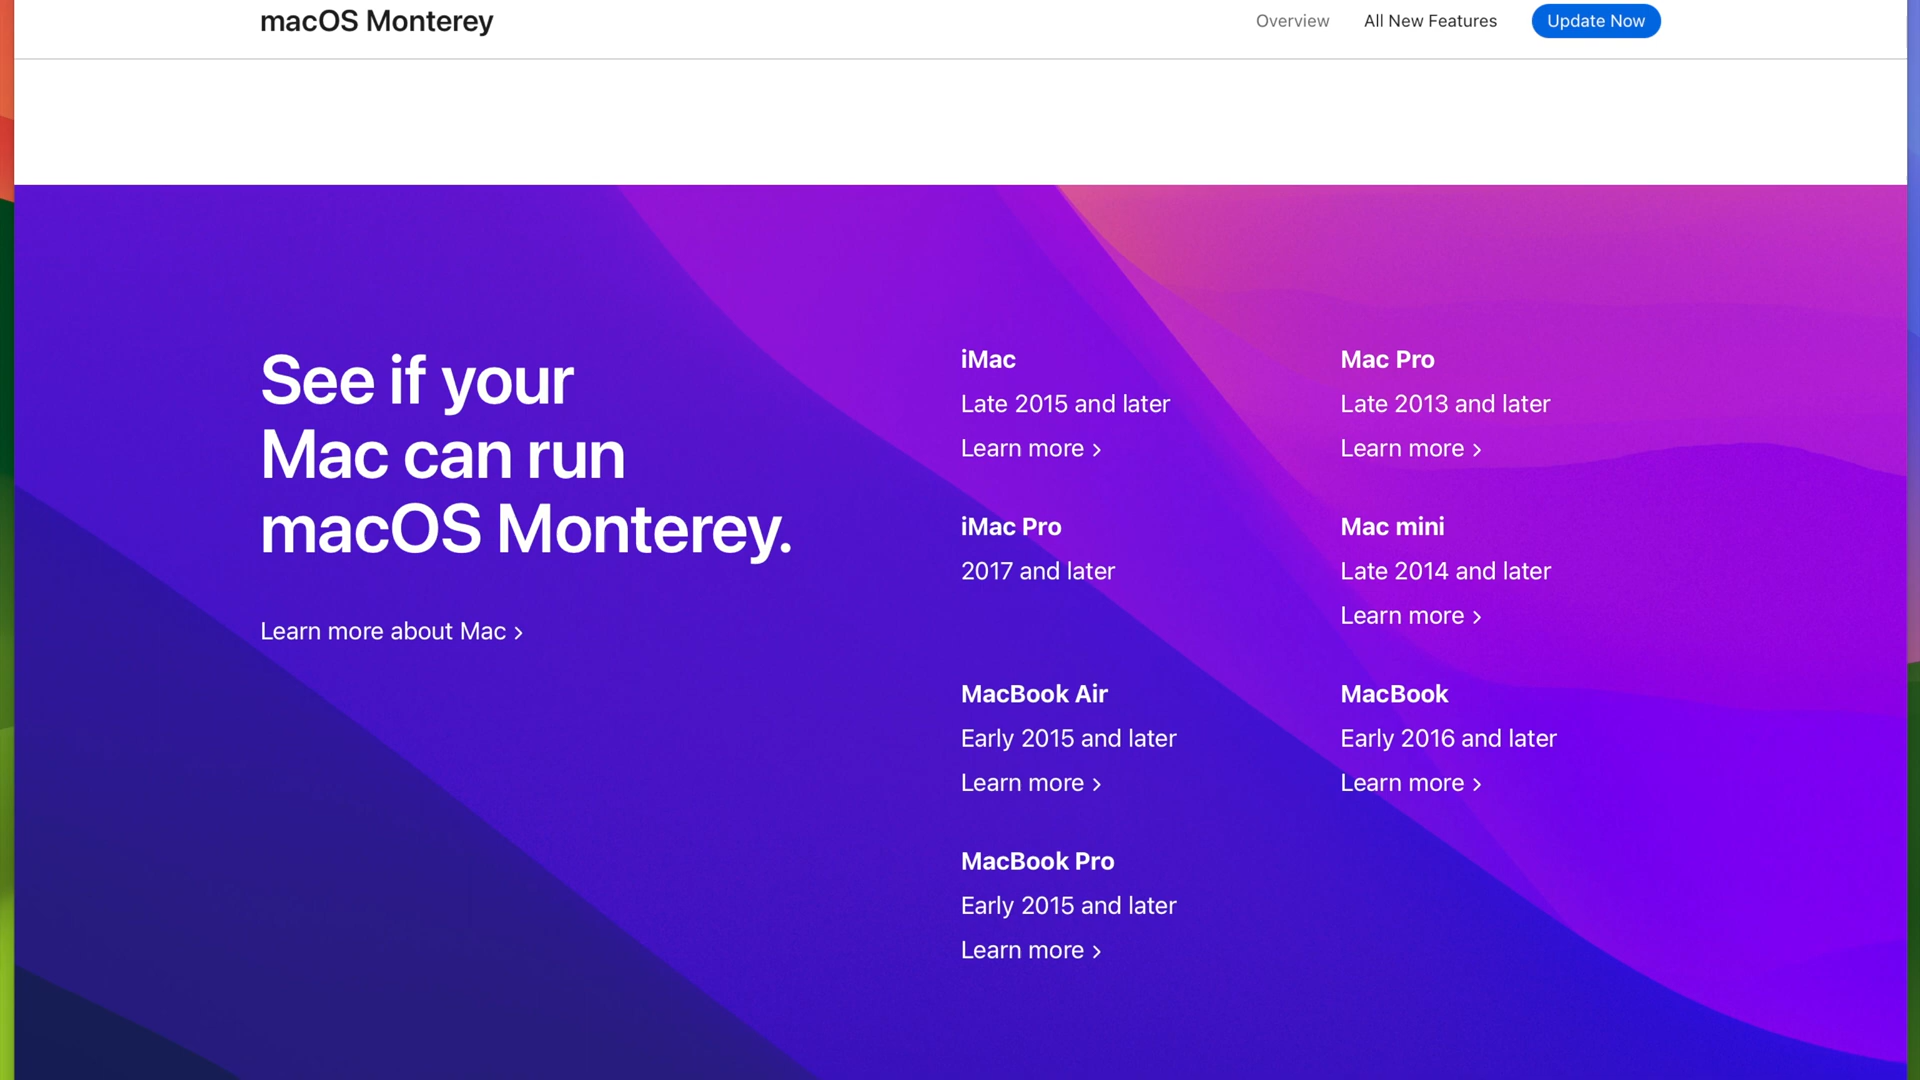 macOS Monterey
Overview
All New Features
Update Now
See if your
Mac can run
macOS Monterey.
Learn more about Mac >
iMac
Late 2015 and later
Learn more >
Mac Pro
Late 2013 and later
Learn more >
iMac Pro
2017 and later
Mac mini
Late 2014 and later
Learn more >
MacBook Air
Early 2015 and later
Learn more >
MacBook
Early 2016 and later
Learn more >
MacBook Pro
Early 2015 and later
Learn more >